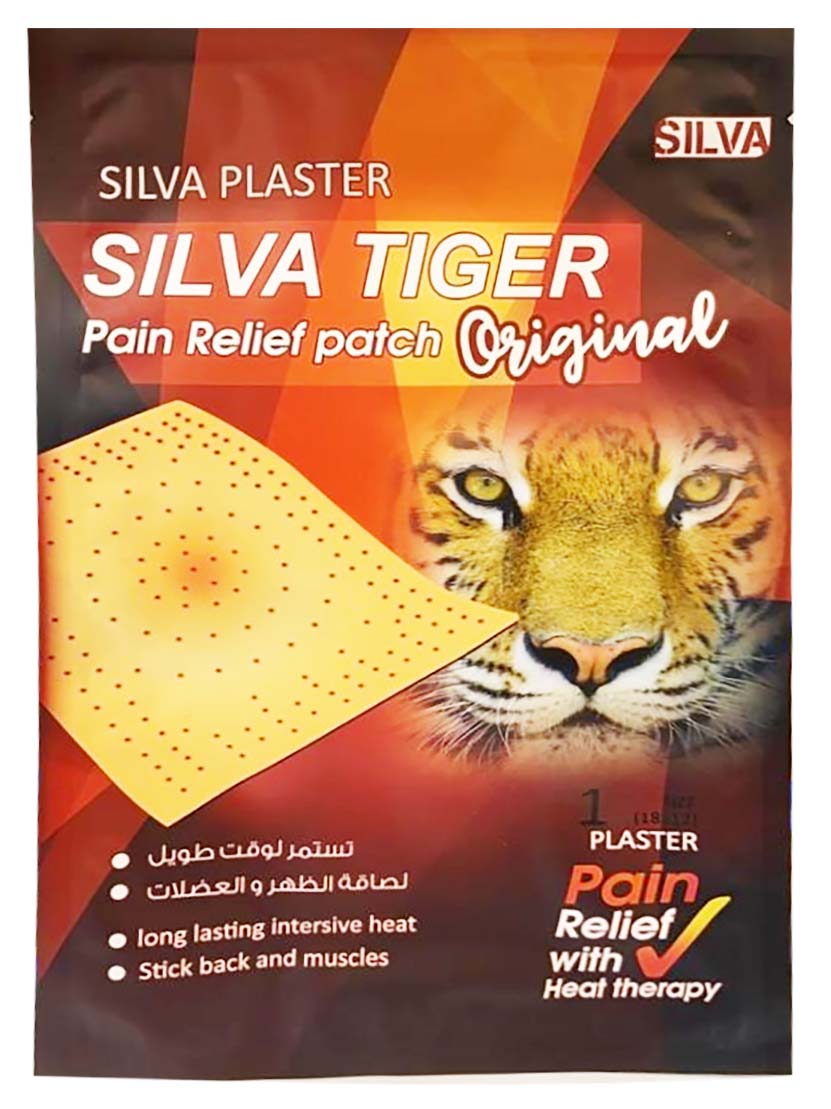 SILVA
SILVA PLASTER
SILVA TIGER
Pain Relief patch Original
تستمر لوقت طويل
لصاقة الظهر و العضلات
long lasting intersive heat
Stick back and muscles
1
PLASTER
Pain
Relief
with
Heat therapy